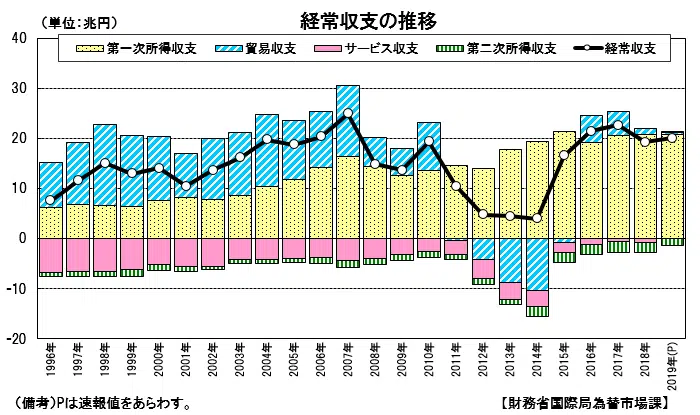 経常収支の推移
(単位:兆円)
第一次所得収支 貿易収支 サービス収支 第二次所得収支 経常収支
40
30
20
10
0
-10
-20
1996年 1997年 1998年 1999年 2000年 2001年 2002年 2003年 2004年 2005年 2006年 2007年 2008年 2009年 2010年 2011年 2012年 2013年 2014年 2015年 2016年 2017年 2018年 2019年(P)
(備考)Pは速報値をあらわす。 【財務省国際局為替市場課】